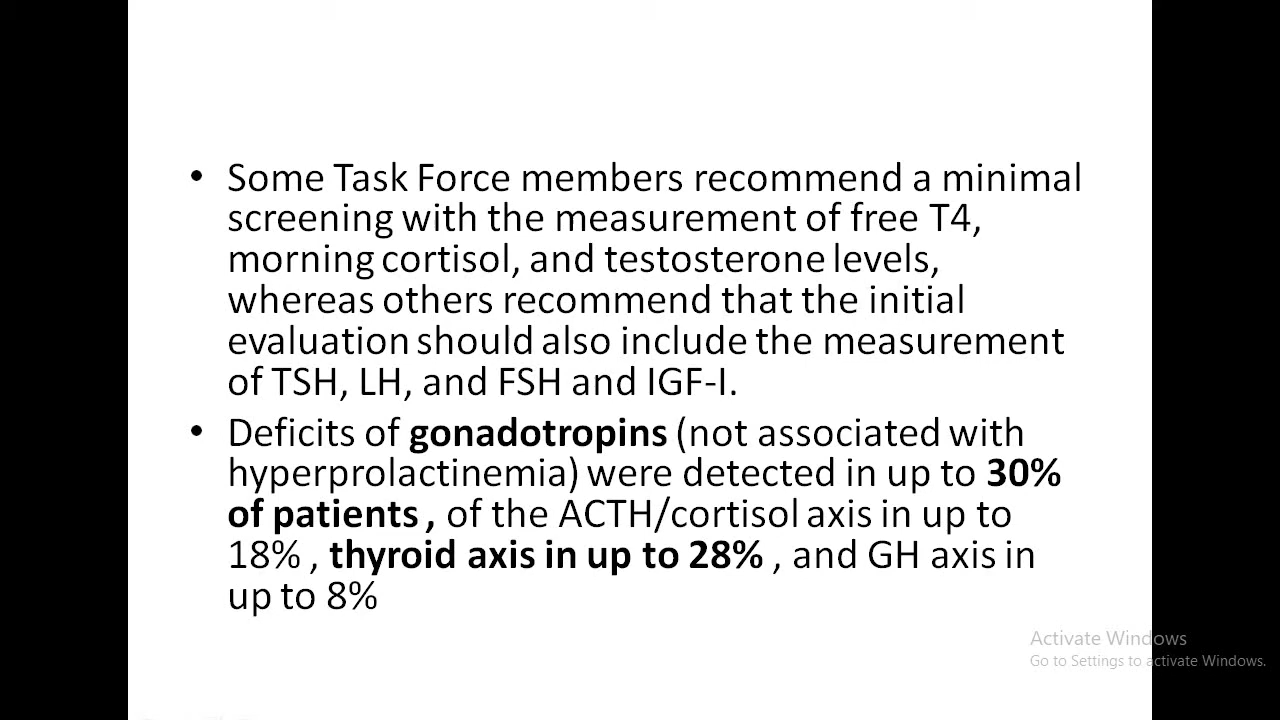 • Some Task Force members recommend a minimal
screening with the measurement of free T4,
morning cortisol, and testosterone levels,
whereas others recommend that the initial
evaluation should also include the measurement
of TSH, LH, and FSH and IGF-I.
• Deficits of gonadotropins (not associated with
hyperprolactinemia) were detected in up to 30%
of patients , of the ACTH/cortisol axis in up to
18% , thyroid axis in up to 28% , and GH axis in
up to 8%
Activate Windows
Go to Settings to activate Windows.